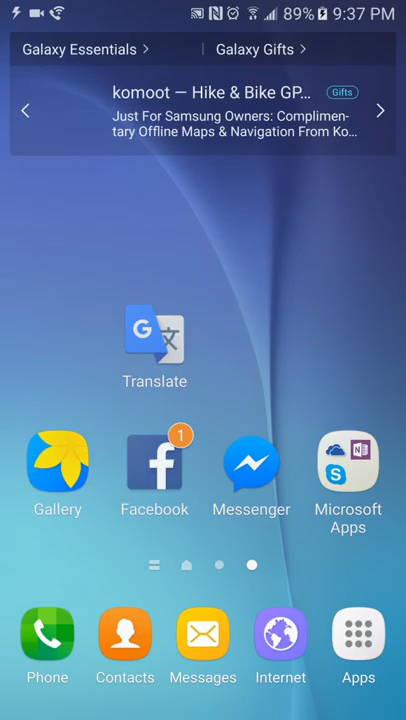 89% 9:37 PM
Galaxy Essentials
Galaxy Gifts
komoot — Hike & Bike GP...
Gifts
Just For Samsung Owners: Complimen-
tary Offline Maps & Navigation From Ko...
G 文
Translate
1
Gallery
Facebook
Messenger
Microsoft
Apps
Phone
Contacts
Messages
Internet
Apps